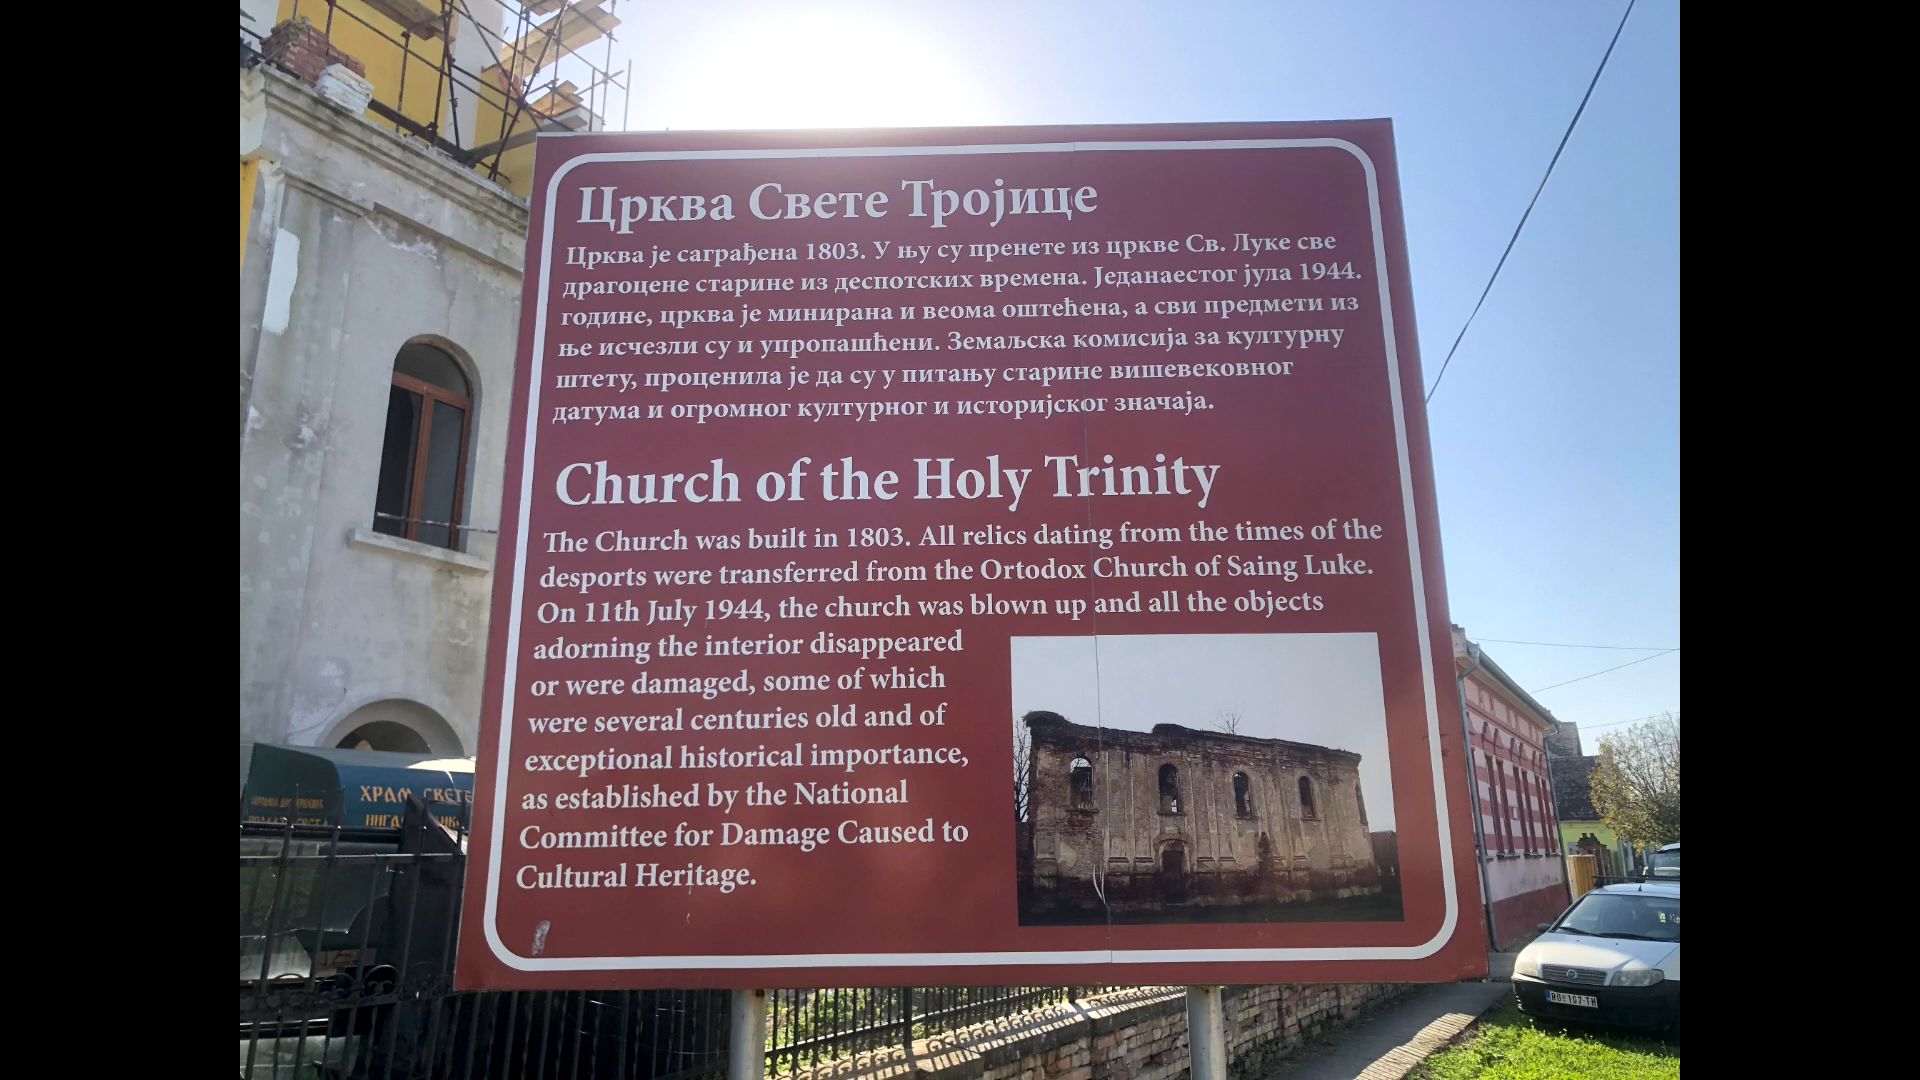 Црква Свете Тројице
Црква је саграђена 1803. У њу су пренете из цркве Св. Луке све
драгоцене старине из деспотских времена. Једанаестог јула 1944.
године, црква је минирана и веома оштећена, а сви предмети из
ње исчезли су и упропашћени. Земаљска комисија за културну
штету, проценила је да су у питању старине вишевековног
датума и огромног културног и историјског значаја.
Church of the Holy Trinity
The Church was built in 1803. All relics dating from the times of the
desports were transferred from the Ortodox Church of Saing Luke.
On 11th July 1944, the church was blown up and all the objects
adorning the interior disappeared
or were damaged, some of which
were several centuries old and of
exceptional historical importance,
as established by the National
Committee for Damage Caused to
Cultural Heritage.
ХРАМ СВЕТЕ